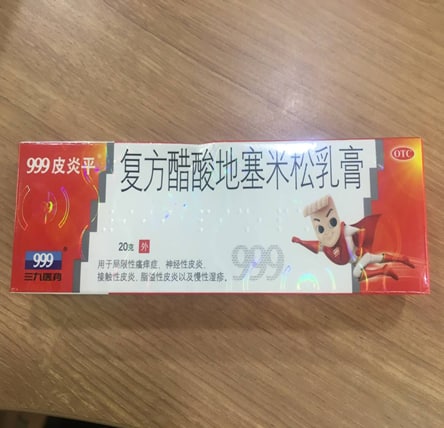 999皮炎平
复方醋酸地塞米松乳膏
OTC
20克 外
用于局限性瘙痒症、神经性皮炎、
接触性皮炎、脂溢性皮炎以及慢性湿疹。
999
999®
三九医药